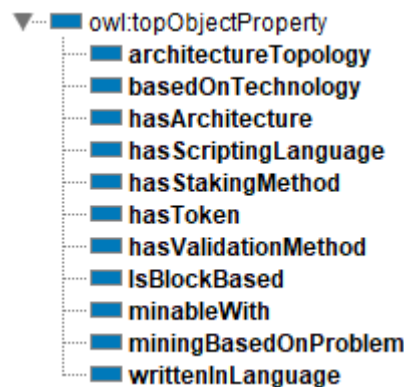 owl:topObjectProperty
architectureTopology
basedOnTechnology
hasArchitecture
hasScriptingLanguage
hasStakingMethod
hasToken
hasValidationMethod
IsBlockBased
minableWith
miningBasedOnProblem
writtenInLanguage